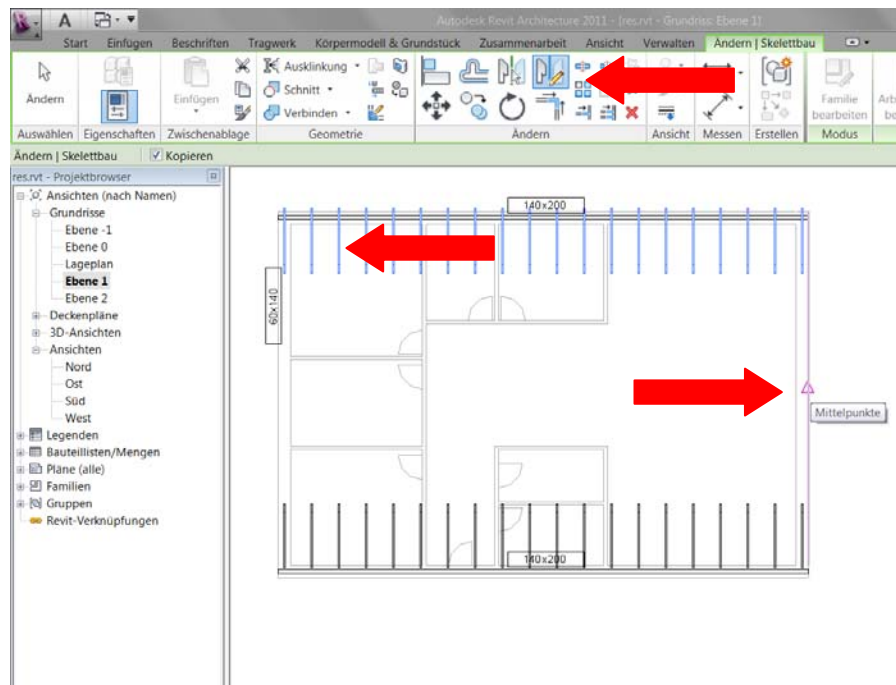 A
Autodesk Revit Architecture 2011 - [res.rvt - Grundriss: Ebene 1]
Start Einfügen Beschriften Tragwerk Körpermodell & Grundstück Zusammenarbeit Ansicht Verwalten Ändern | Skelettbau
Ausklinkung
Schnitt
Verbinden
Ändern Einfügen Familie
bearbeiten
Auswählen Eigenschaften Zwischenablage Geometrie Ändern Ansicht Messen Erstellen Modus
Ändern | Skelettbau Kopieren
res.rvt - Projektbrowser
Ansichten (nach Namen)
Grundrisse
Ebene -1
Ebene 0
Lageplan
Ebene 1
Ebene 2
Deckenpläne
3D-Ansichten
Ansichten
Nord
Ost
Süd
West
Legenden
Bauteillisten/Mengen
Pläne (alle)
Familien
Gruppen
Revit-Verknüpfungen
140x200
60x140
Mittelpunkte
140x200